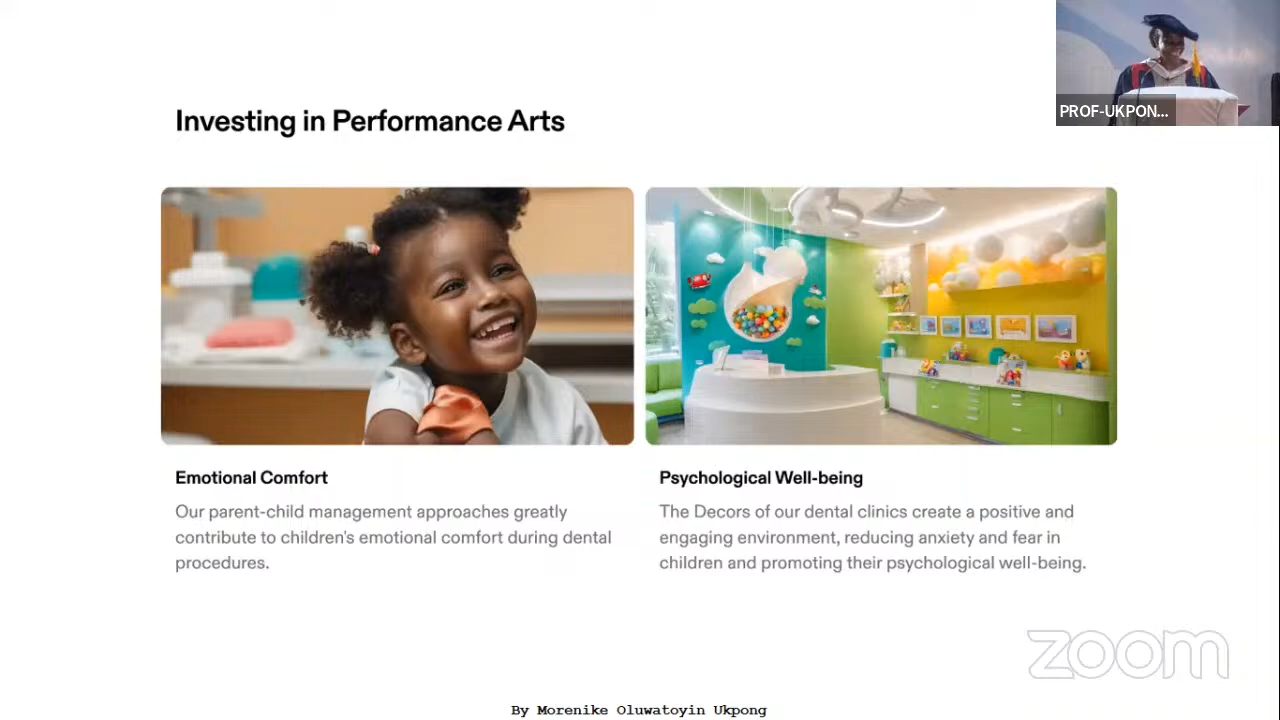 PROF-UKPON...
Investing in Performance Arts
Emotional Comfort
Our parent-child management approaches greatly
contribute to children's emotional comfort during dental
procedures.
Psychological Well-being
The Decors of our dental clinics create a positive and
engaging environment, reducing anxiety and fear in
children and promoting their psychological well-being.
zoom
By Morenike Oluwatoyin Ukpong